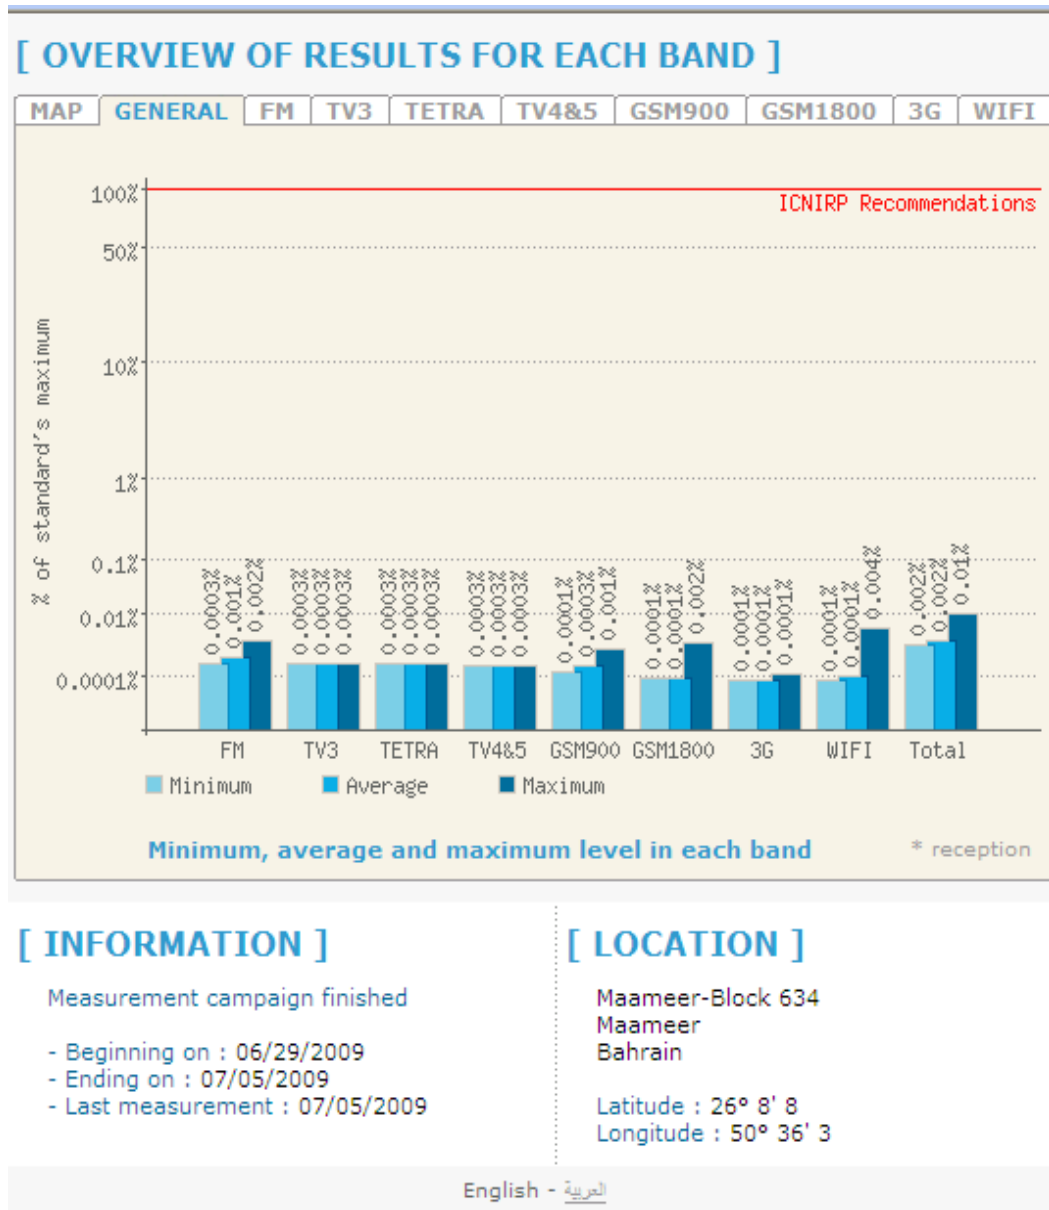 [ OVERVIEW OF RESULTS FOR EACH BAND ]
MAP GENERAL FM TV3 TETRA TV4&5 GSM900 GSM1800 3G WIFI
100%
ICNIRP Recommendations
50%
10%
1%
0.1%
0.01%
0.0001%
% of standard's maximum
0.0003% 0.001% 0.002%
0.0003% 0.0003% 0.0003%
0.0003% 0.0003% 0.0003%
0.0003% 0.0003% 0.0003%
0.0001% 0.0003% 0.001%
0.0001% 0.0001% 0.002%
0.0001% 0.0001% 0.0001%
0.0001% 0.0001% 0.004%
0.002% 0.002% 0.01%
FM TV3 TETRA TV4&5 GSM900 GSM1800 3G WIFI Total
Minimum Average Maximum
Minimum, average and maximum level in each band * reception
[ INFORMATION ]
Measurement campaign finished
- Beginning on : 06/29/2009
- Ending on : 07/05/2009
- Last measurement : 07/05/2009
[ LOCATION ]
Maameer-Block 634
Maameer
Bahrain
Latitude : 26° 8' 8
Longitude : 50° 36' 3
English - العربية